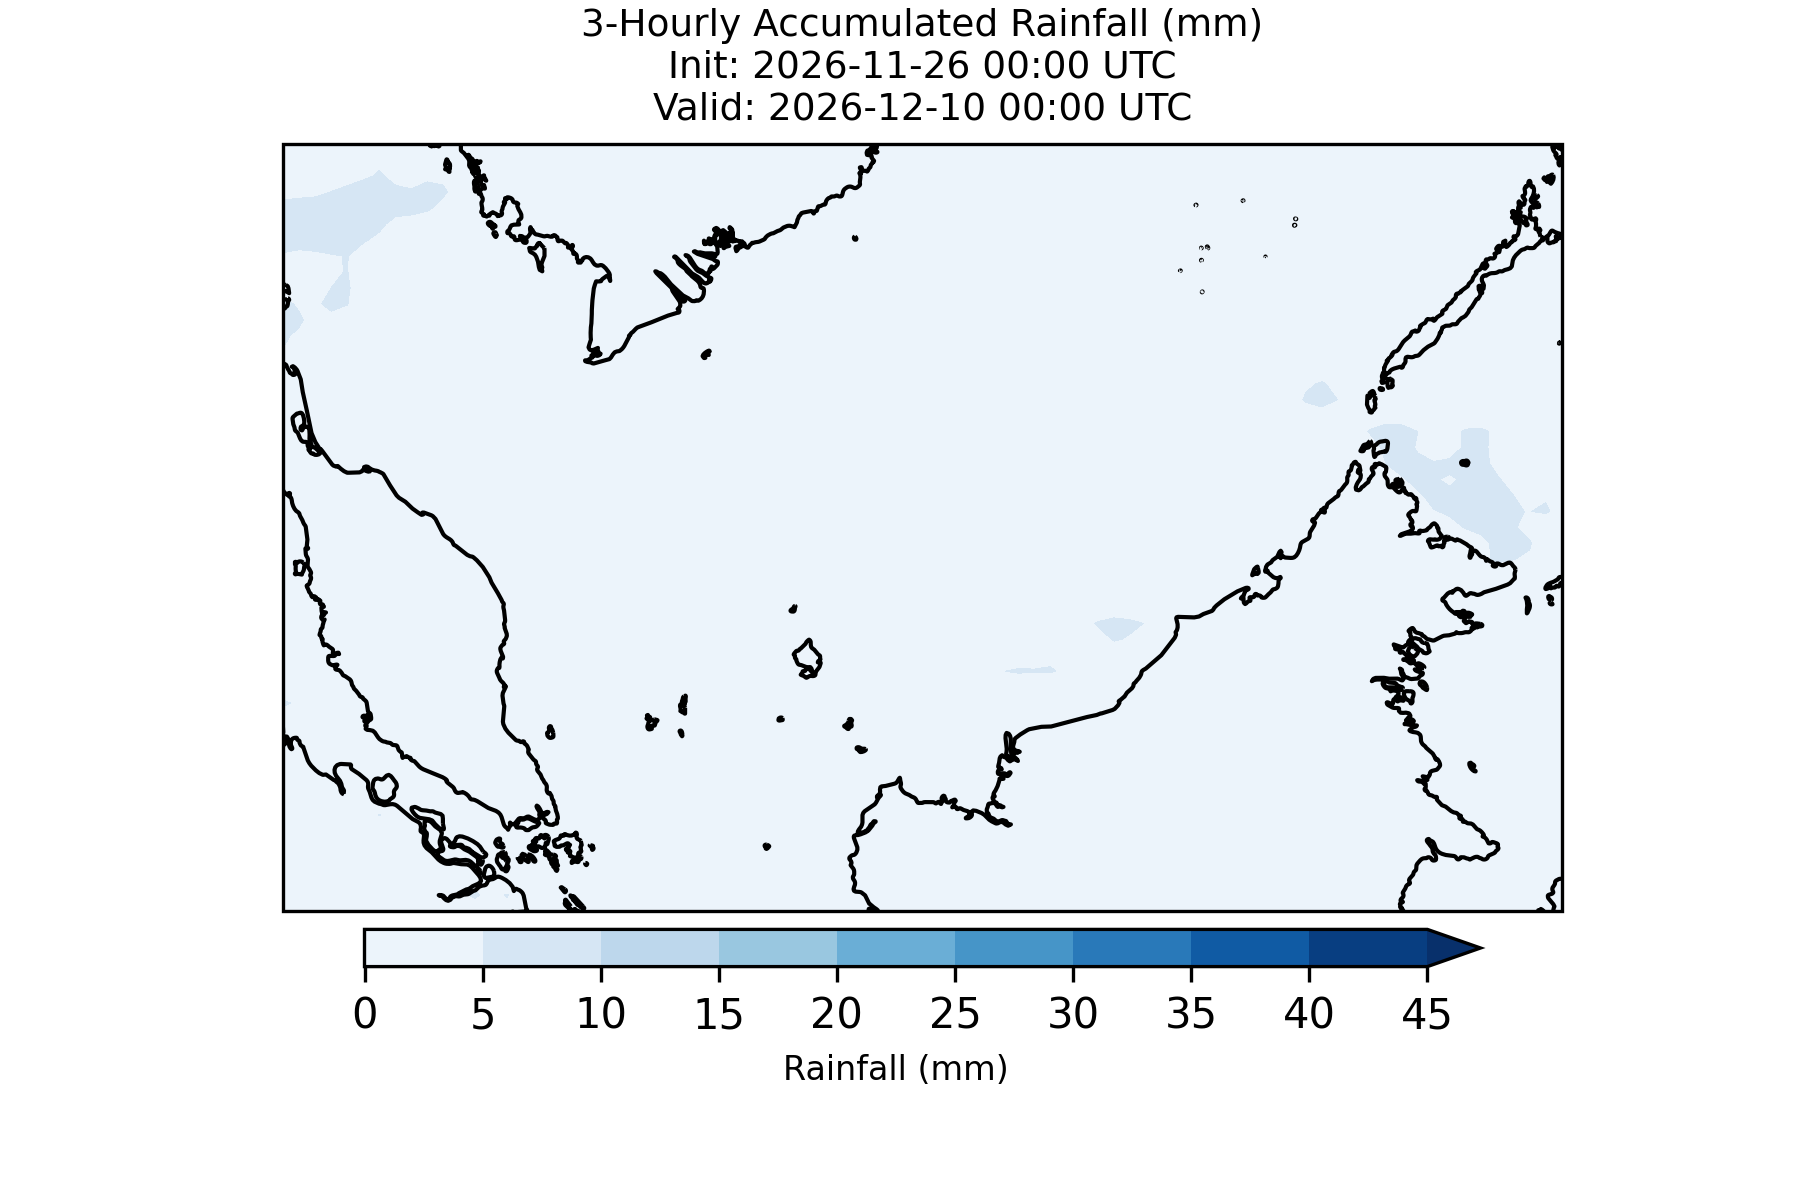 3-Hourly Accumulated Rainfall (mm)
Init: 2026-11-26 00:00 UTC
Valid: 2026-12-10 00:00 UTC
0 5 10 15 20 25 30 35 40 45
Rainfall (mm)